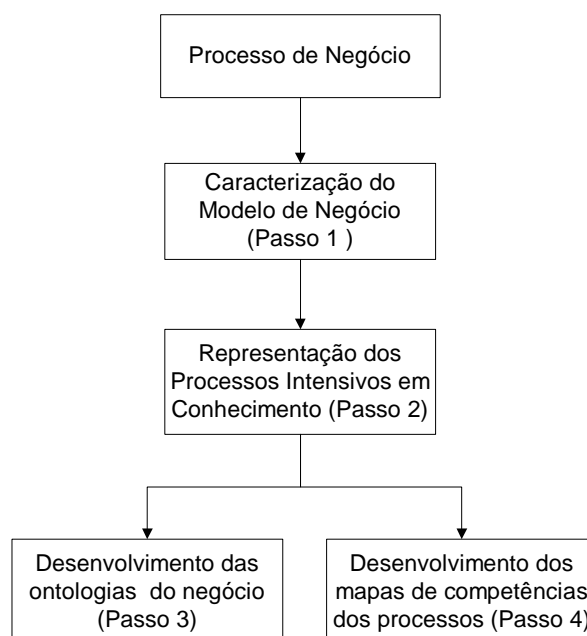 Processo de Negócio
Caracterização do
Modelo de Negócio
(Passo 1 )
Representação dos
Processos Intensivos em
Conhecimento (Passo 2)
Desenvolvimento das
ontologias  do negócio
(Passo 3)
Desenvolvimento dos
mapas de competências
dos processos (Passo 4)